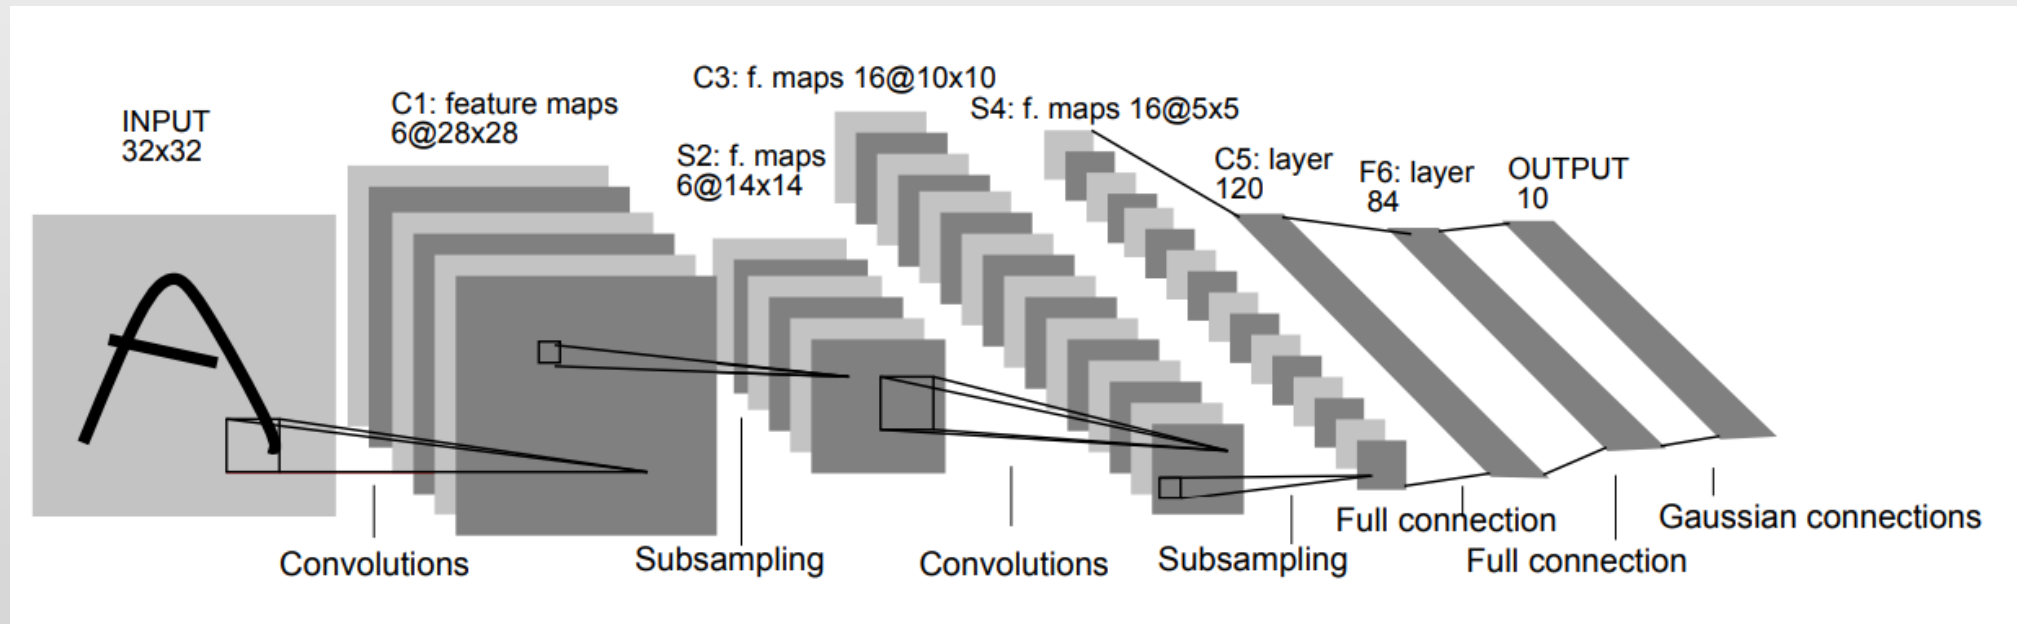 INPUT
32x32
C1: feature maps
6@28x28
S2: f. maps
6@14x14
C3: f. maps 16@10x10
S4: f. maps 16@5x5
C5: layer
120
F6: layer
84
OUTPUT
10
Convolutions
Subsampling
Convolutions
Subsampling
Full connection
Full connection
Gaussian connections